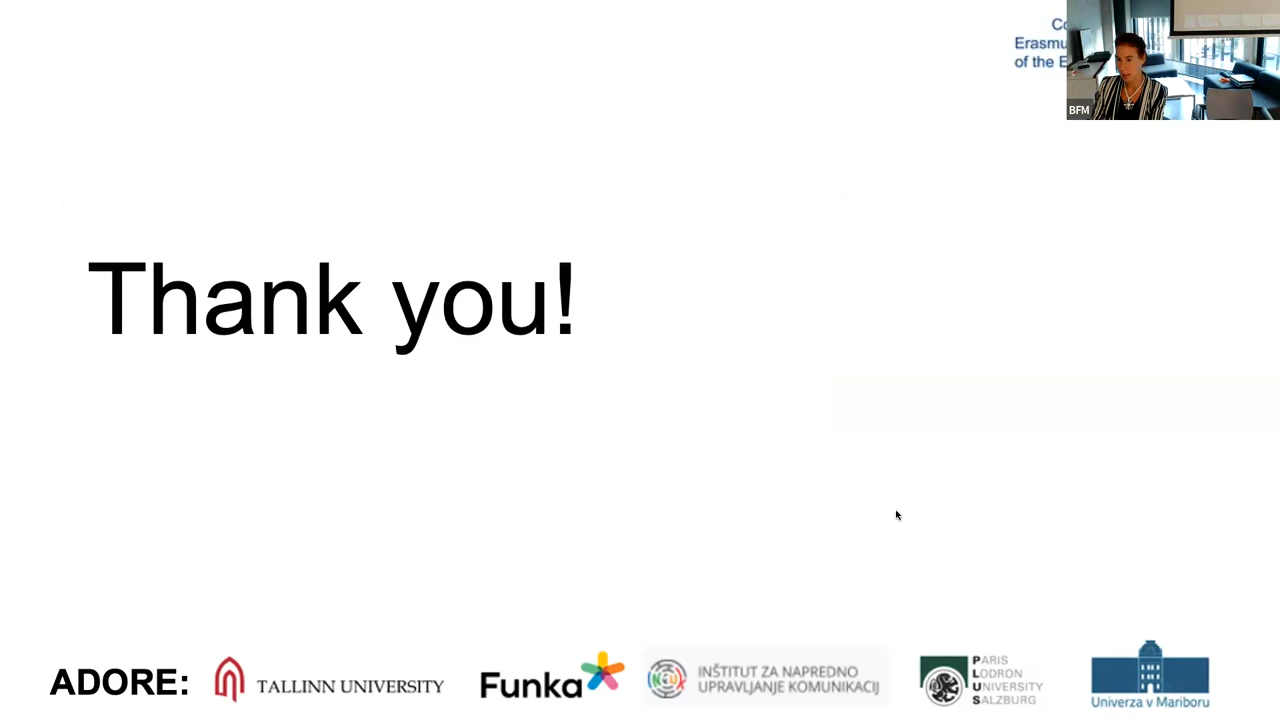 Co
Erasmu
of the E
BFM
Thank you!
ADORE:
TALLINN UNIVERSITY
Funka
INŠTITUT ZA NAPREDNO
UPRAVLJANJE KOMUNIKACIJ
PARIS
LODRON
UNIVERSITY
SALZBURG
Univerza v Mariboru